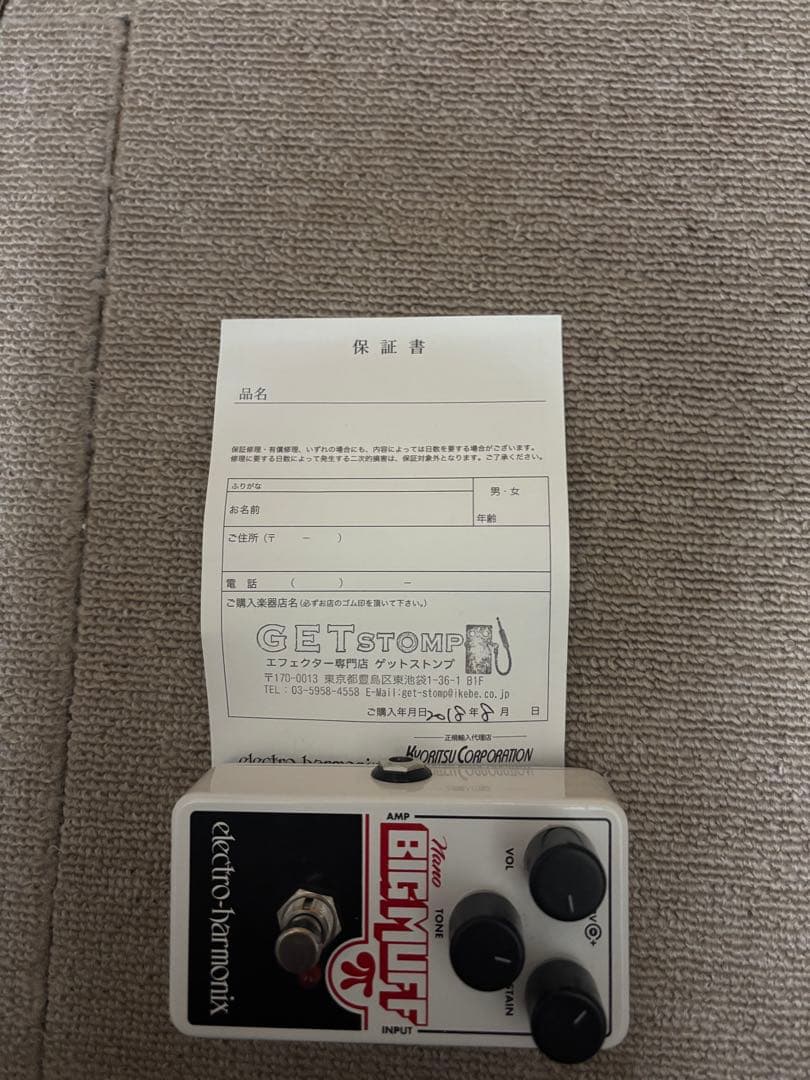 保証書
品名
保証修理・有償修理、いずれの場合にも、内容によっては日数を要する場合がございます。
修理に要する日数によって発生する二次的損害は、保証対象外となります。ご了承ください。
ふりがな
お名前
男・女
年齢
ご住所(〒　　－　　)
電　話　　(　　　　)　　　　－
ご購入楽器店名(必ずお店のゴム印を頂いて下さい。)
GET STOMP
エフェクター専門店 ゲットストンプ
〒170-0013 東京都豊島区東池袋1-36-1 B1F
TEL:03-5958-4558 E-Mail:get-stomp@ikebe.co.jp
ご購入年月日2018年8月　　日
正規輸入代理店
electro-harmonix
KYORITSU CORPORATION
AMP
VOL
Nano
BIG MUFF
TONE
π
INPUT
electro-harmonix